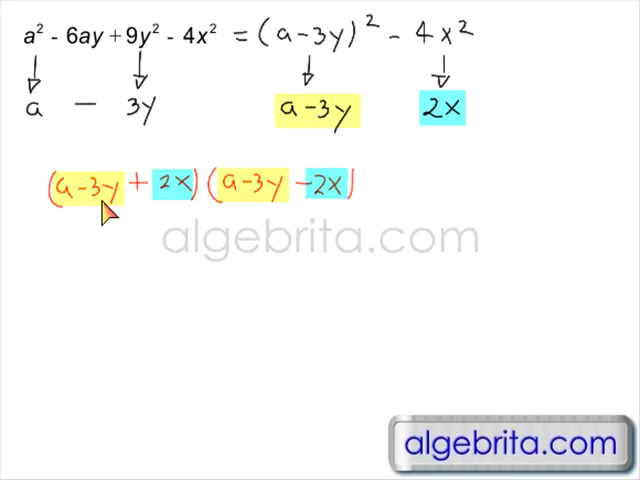 a² - 6ay + 9y² - 4x² = (a - 3y)² - 4x²
a - 3y a - 3y 2x
(a - 3y + 2x) (a - 3y - 2x)
algebrita.com
algebrita.com